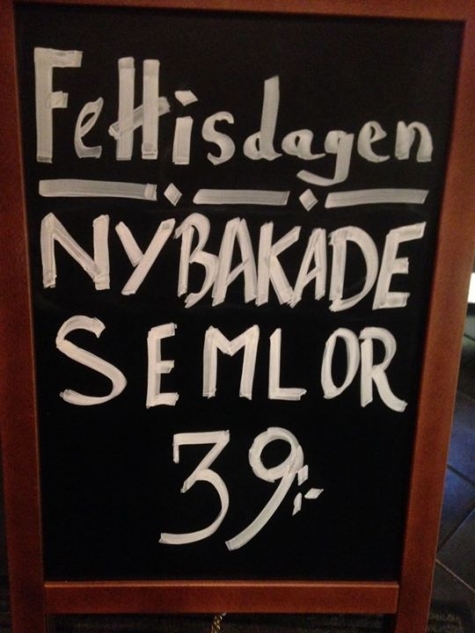 Fettisdagen
NYBAKADE
SEMLOR
39:-